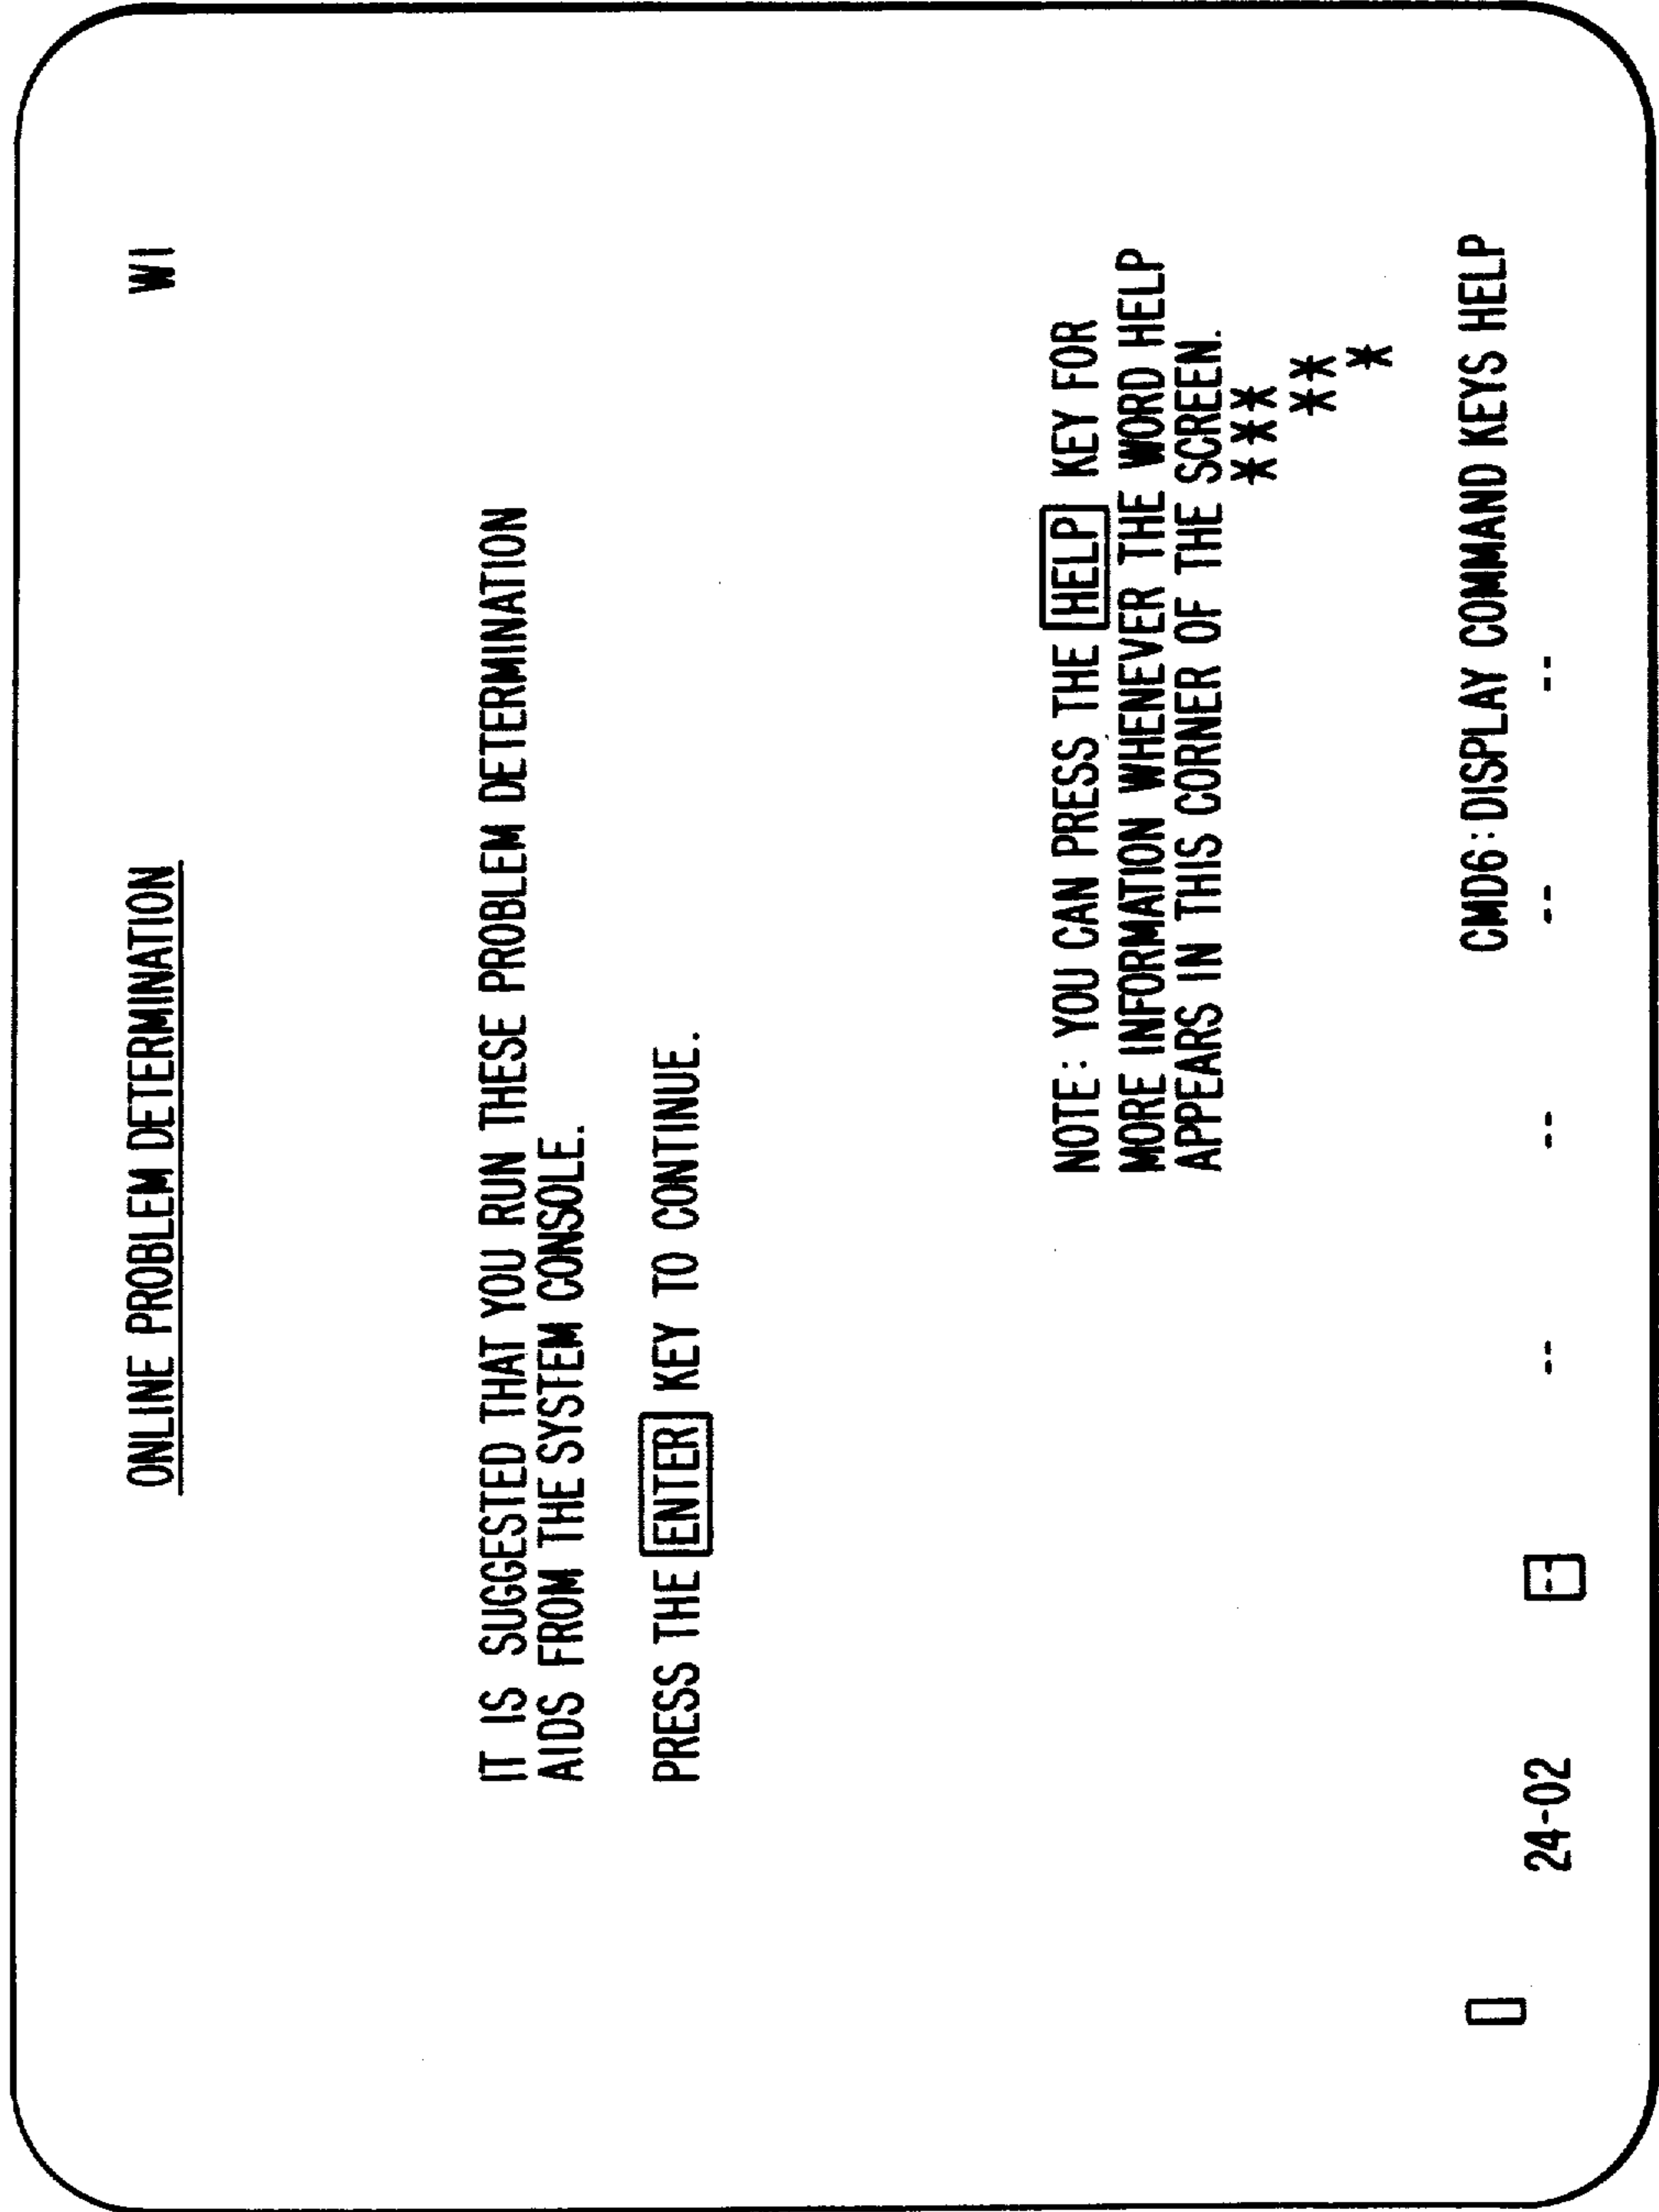 ONLINE PROBLEM DETERMINATION W1
IT IS SUGGESTED THAT YOU RUN THESE PROBLEM DETERMINATION
AIDS FROM THE SYSTEM CONSOLE.
PRESS THE ENTER KEY TO CONTINUE.
NOTE: YOU CAN PRESS THE HELP KEY FOR
MORE INFORMATION WHENEVER THE WORD HELP
APPEARS IN THIS CORNER OF THE SCREEN.
***
**
*
CMD6:DISPLAY COMMAND KEYS HELP
24-02 -- -- -- -- --